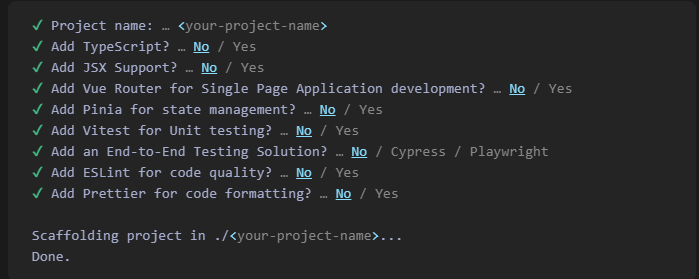 ✔ Project name: … <your-project-name>
✔ Add TypeScript? … No / Yes
✔ Add JSX Support? … No / Yes
✔ Add Vue Router for Single Page Application development? … No / Yes
✔ Add Pinia for state management? … No / Yes
✔ Add Vitest for Unit testing? … No / Yes
✔ Add an End-to-End Testing Solution? … No / Cypress / Playwright
✔ Add ESLint for code quality? … No / Yes
✔ Add Prettier for code formatting? … No / Yes

Scaffolding project in ./<your-project-name>...
Done.